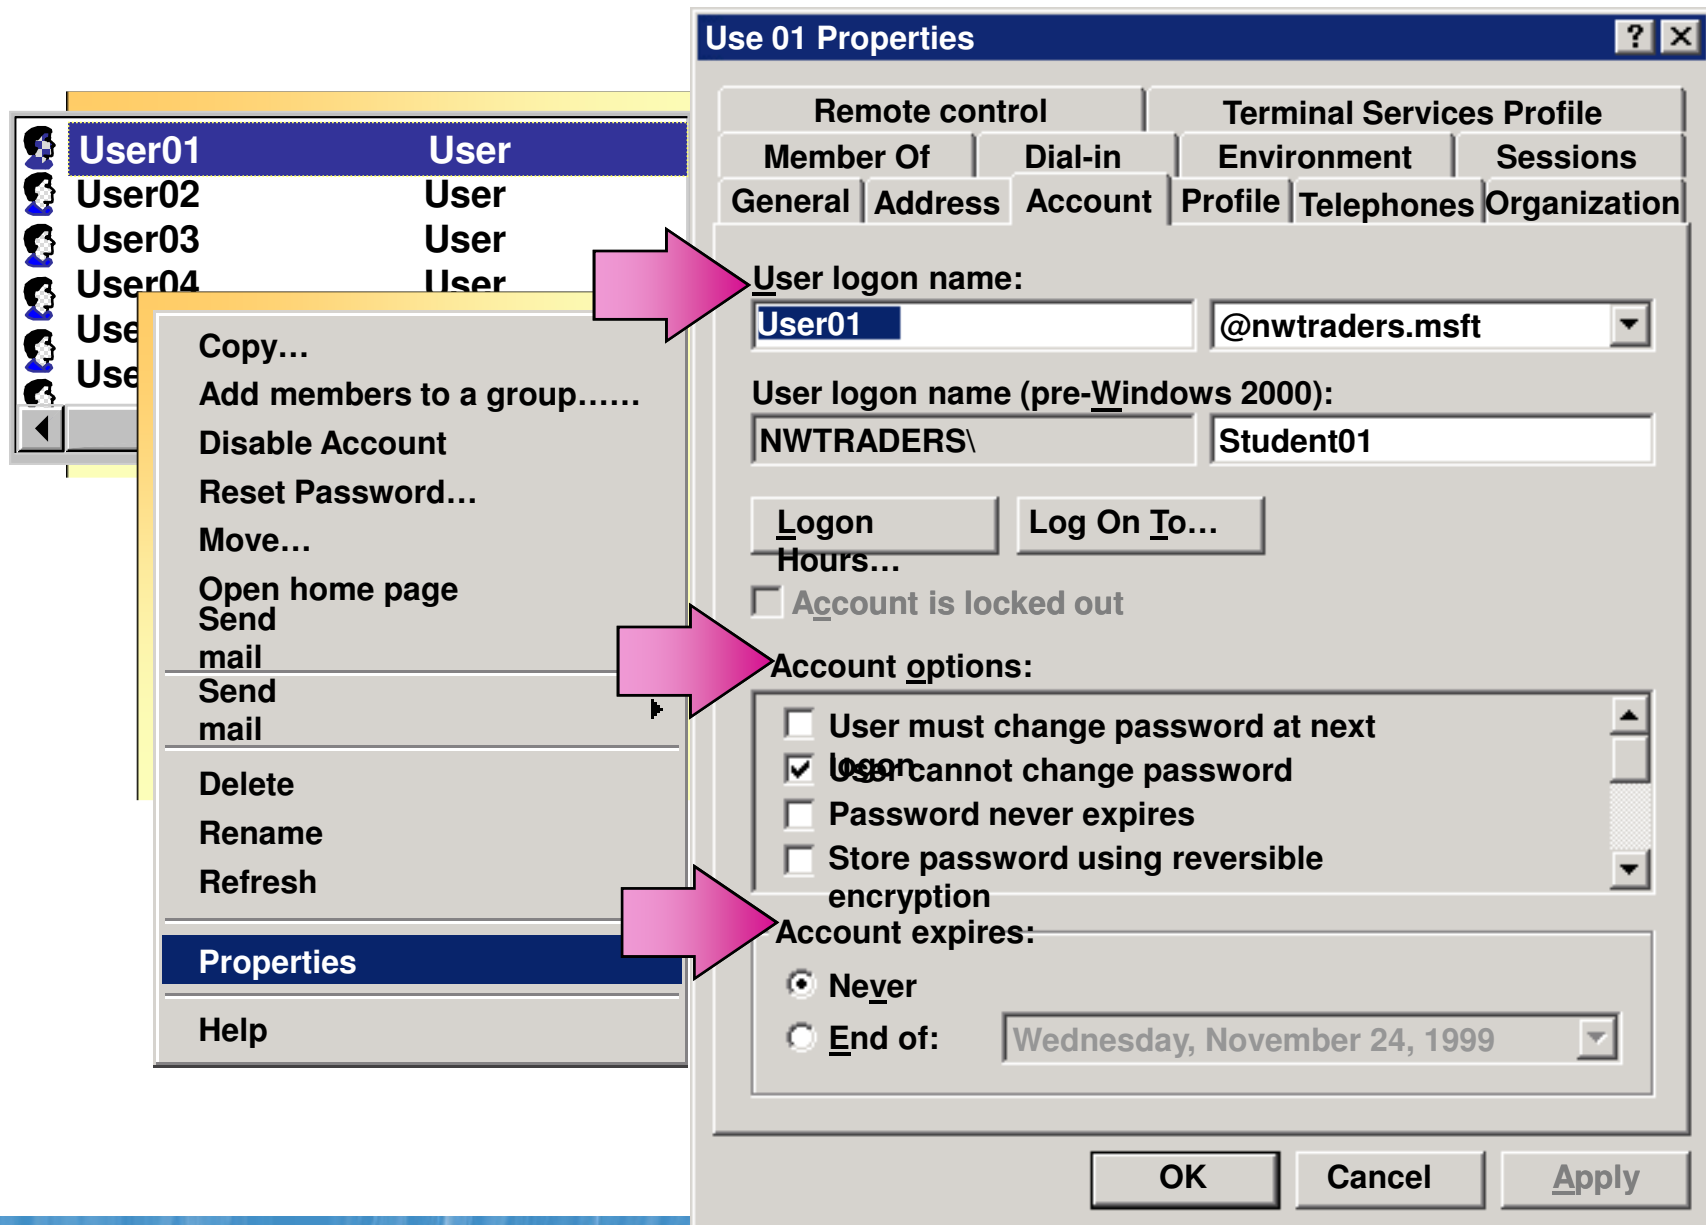 User01 User
User02 User
User03 User
User04 User
Use
Use
Copy…
Add members to a group……
Disable Account
Reset Password…
Move…
Open home page
Send
mail
Send
mail
Delete
Rename
Refresh
Properties
Help
Use 01 Properties
Remote control Terminal Services Profile
Member Of Dial-in Environment Sessions
General Address Account Profile Telephones Organization
User logon name:
User01 @nwtraders.msft
User logon name (pre-Windows 2000):
NWTRADERS\ Student01
Logon
Hours…
Log On To…
Account is locked out
Account options:
User must change password at next
logon
User cannot change password
Password never expires
Store password using reversible
encryption
Account expires:
Never
End of: Wednesday, November 24, 1999
OK Cancel Apply